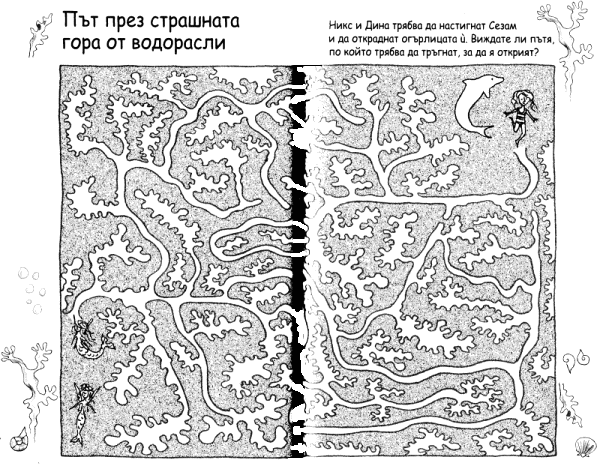 Път през страшната
гора от водорасли
Никс и Дина трябва да настигнат Сезам
и да откраднат огърлицата ѝ. Виждате ли пътя,
по който трябва да тръгнат, за да я открият?